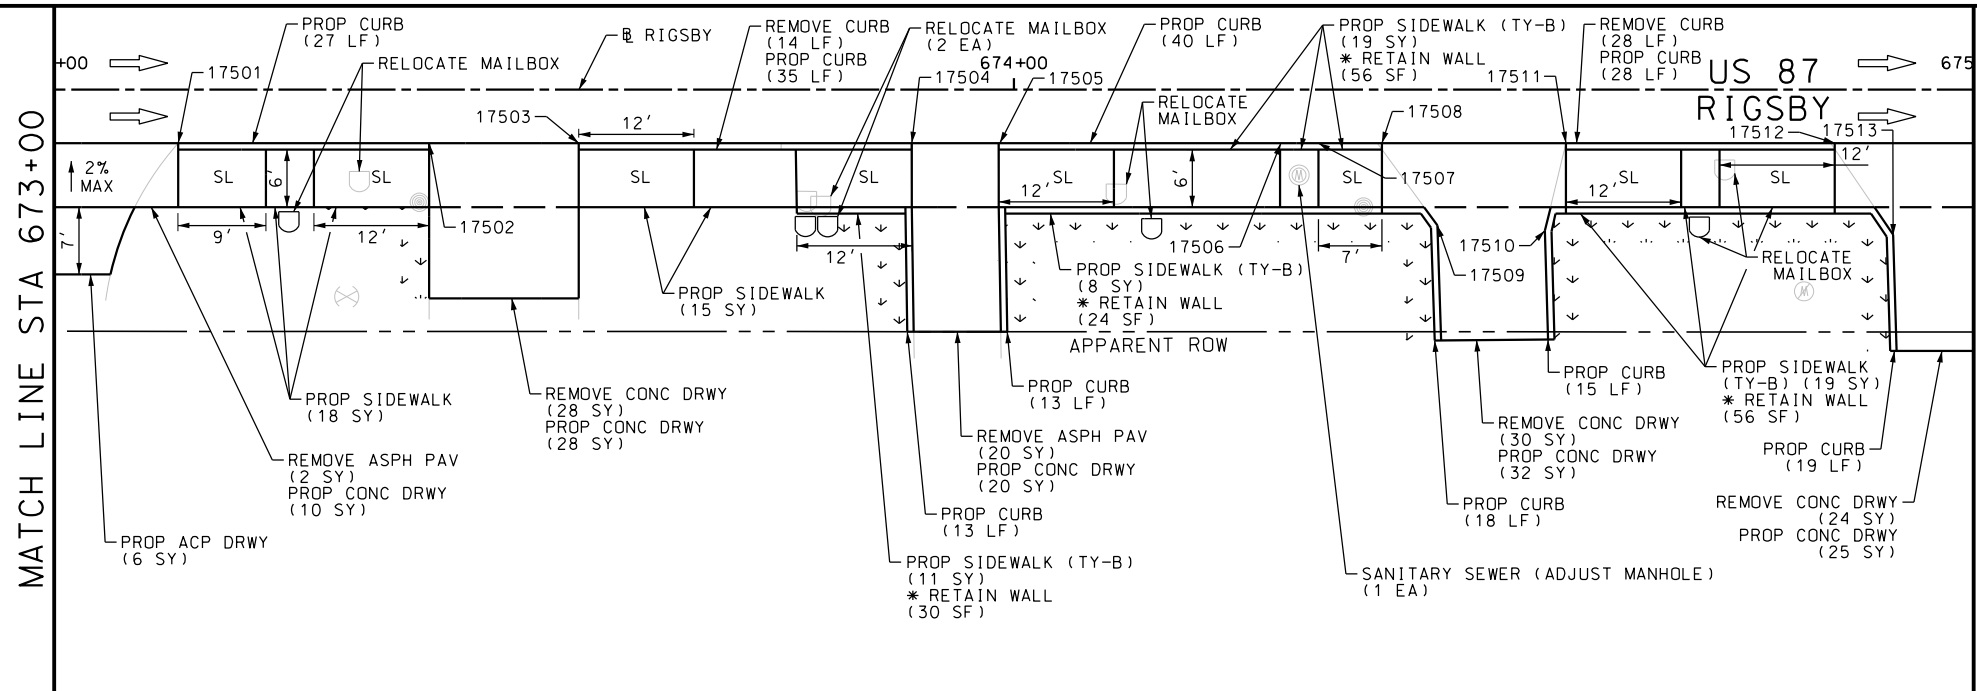 MATCH LINE STA 673+00
+00
PROP CURB
(27 LF)
17501
RELOCATE MAILBOX
℄ RIGSBY
REMOVE CURB
(14 LF)
PROP CURB
(35 LF)
RELOCATE MAILBOX
(2 EA)
674+00
17504
17505
PROP CURB
(40 LF)
RELOCATE
MAILBOX
PROP SIDEWALK (TY-B)
(19 SY)
* RETAIN WALL
(56 SF)
17508
17511
REMOVE CURB
(28 LF)
PROP CURB
(28 LF)
US 87
RIGSBY
675
17512
17513
17503
12'
2%
MAX
SL
6'
SL
SL
SL
SL
12'
6'
SL
17507
SL
12'
SL
12'
7'
9'
12'
17502
12'
17506
7'
17510
17509
RELOCATE
MAILBOX
PROP SIDEWALK
(15 SY)
PROP SIDEWALK (TY-B)
(8 SY)
* RETAIN WALL
(24 SF)
APPARENT ROW
PROP SIDEWALK
(18 SY)
REMOVE CONC DRWY
(28 SY)
PROP CONC DRWY
(28 SY)
PROP CURB
(13 LF)
PROP CURB
(15 LF)
PROP SIDEWALK
(TY-B) (19 SY)
* RETAIN WALL
(56 SF)
REMOVE ASPH PAV
(2 SY)
PROP CONC DRWY
(10 SY)
REMOVE ASPH PAV
(20 SY)
PROP CONC DRWY
(20 SY)
REMOVE CONC DRWY
(30 SY)
PROP CONC DRWY
(32 SY)
PROP CURB
(19 LF)
PROP ACP DRWY
(6 SY)
PROP CURB
(13 LF)
PROP CURB
(18 LF)
REMOVE CONC DRWY
(24 SY)
PROP CONC DRWY
(25 SY)
PROP SIDEWALK (TY-B)
(11 SY)
* RETAIN WALL
(30 SF)
SANITARY SEWER (ADJUST MANHOLE)
(1 EA)
M
M